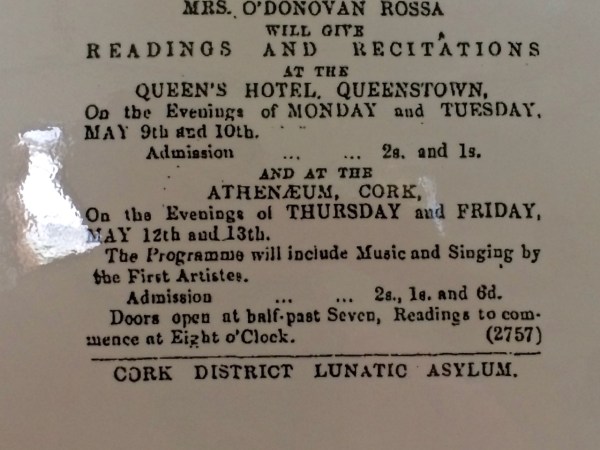 MRS. O'DONOVAN ROSSA
WILL GIVE
READINGS AND RECITATIONS
AT THE
QUEEN'S HOTEL, QUEENSTOWN,
On the Evenings of MONDAY and TUESDAY,
MAY 9th and 10th.
Admission ... ... 2s. and 1s.
AND AT THE
ATHENÆUM, CORK,
On the Evenings of THURSDAY and FRIDAY,
MAY 12th and 13th.
The Programme will include Music and Singing by
the First Artistes.
Admission ... ... 2s., 1s. and 6d.
Doors open at half-past Seven, Readings to com-
mence at Eight o'Clock. (2757)
CORK DISTRICT LUNATIC ASYLUM.